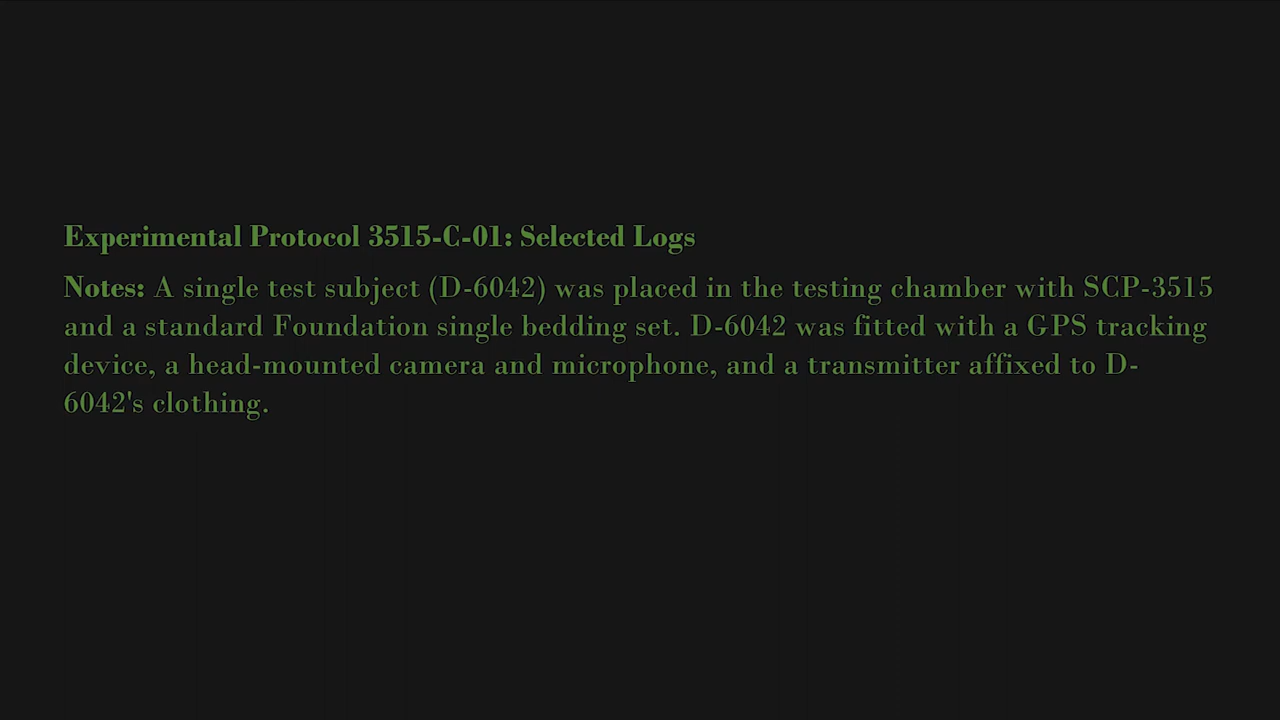 Experimental Protocol 3515-C-01: Selected Logs
Notes: A single test subject (D-6042) was placed in the testing chamber with SCP-3515
and a standard Foundation single bedding set. D-6042 was fitted with a GPS tracking
device, a head-mounted camera and microphone, and a transmitter affixed to D-
6042's clothing.